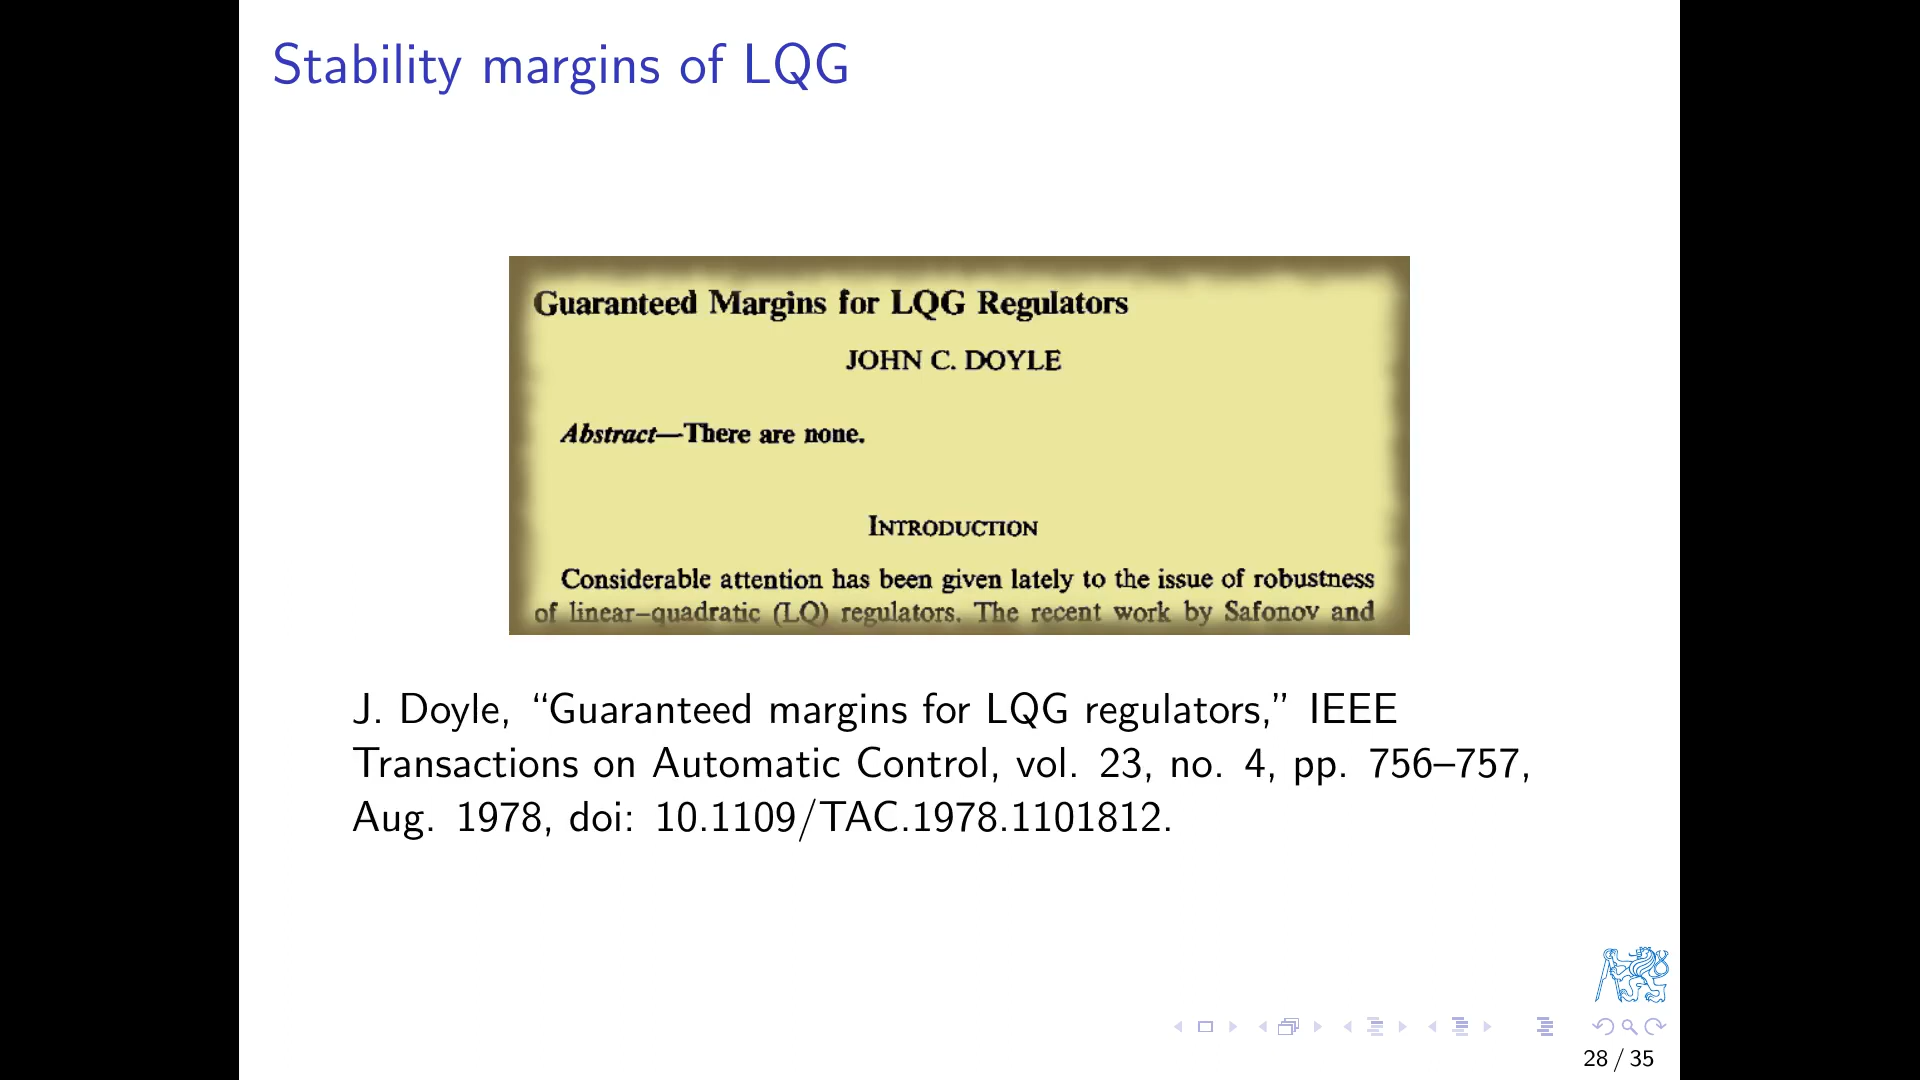 Stability margins of LQG
Guaranteed Margins for LQG Regulators
JOHN C. DOYLE
Abstract—There are none.
INTRODUCTION
Considerable attention has been given lately to the issue of robustness
of linear–quadratic (LQ) regulators. The recent work by Safonov and
J. Doyle, “Guaranteed margins for LQG regulators,” IEEE
Transactions on Automatic Control, vol. 23, no. 4, pp. 756–757,
Aug. 1978, doi: 10.1109/TAC.1978.1101812.
28 / 35